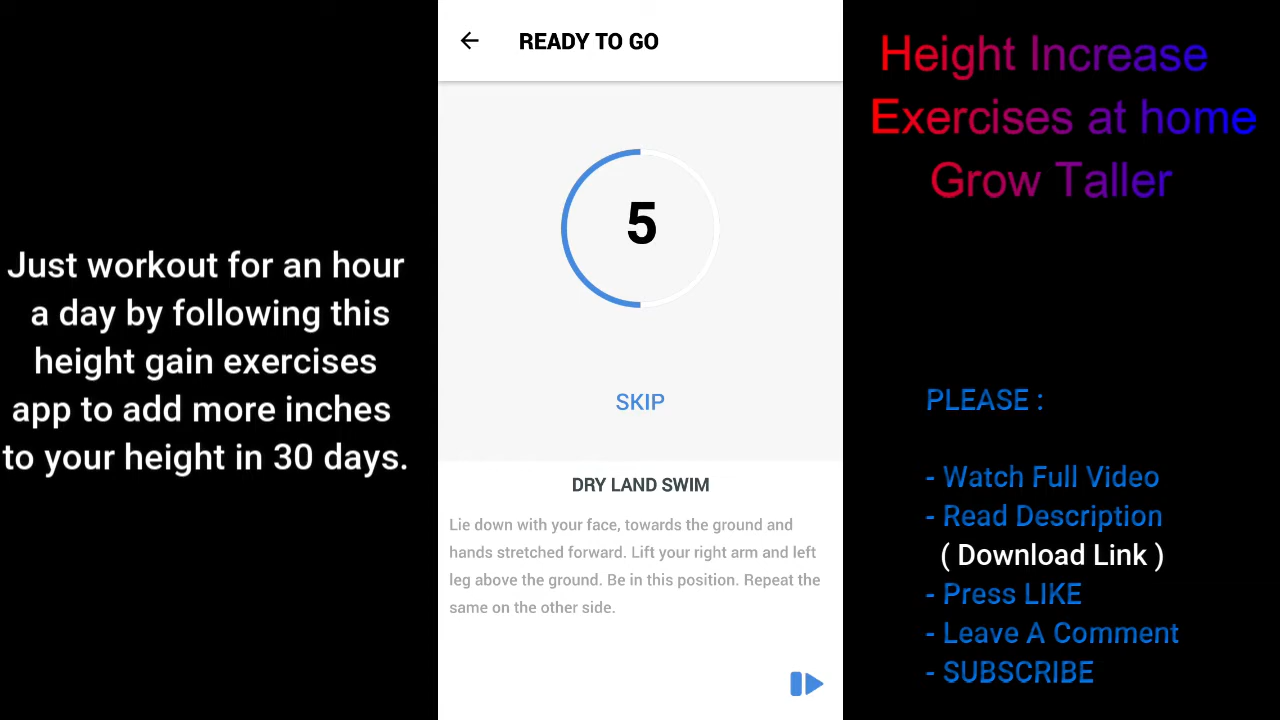 Just workout for an hour
a day by following this
height gain exercises
app to add more inches
to your height in 30 days.
READY TO GO
5
SKIP
DRY LAND SWIM
Lie down with your face, towards the ground and
hands stretched forward. Lift your right arm and left
leg above the ground. Be in this position. Repeat the
same on the other side.
Height Increase
Exercises at home
Grow Taller
PLEASE :
- Watch Full Video
- Read Description
( Download Link )
- Press LIKE
- Leave A Comment
- SUBSCRIBE